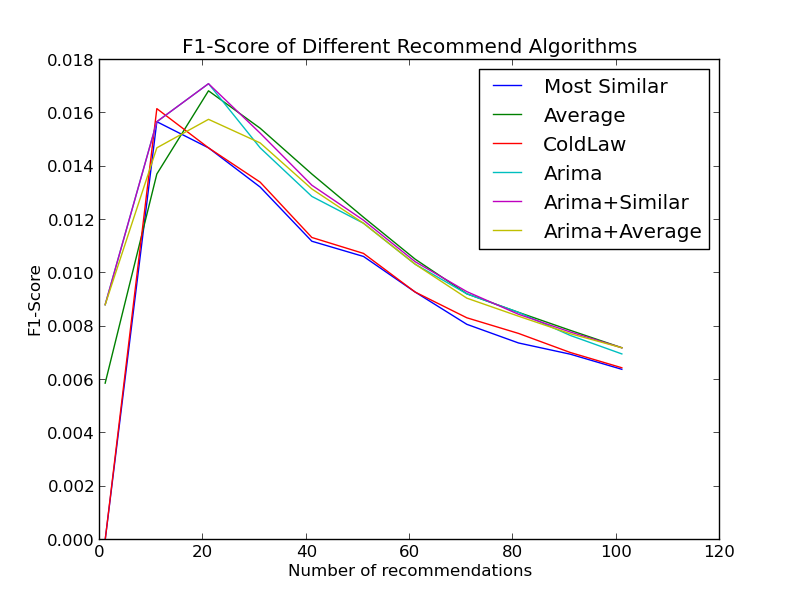 F1-Score of Different Recommend Algorithms
0.018
0.016
0.014
0.012
0.010
0.008
0.006
0.004
0.002
0.000
F1-Score
Most Similar
Average
ColdLaw
Arima
Arima+Similar
Arima+Average
0 20 40 60 80 100 120
Number of recommendations